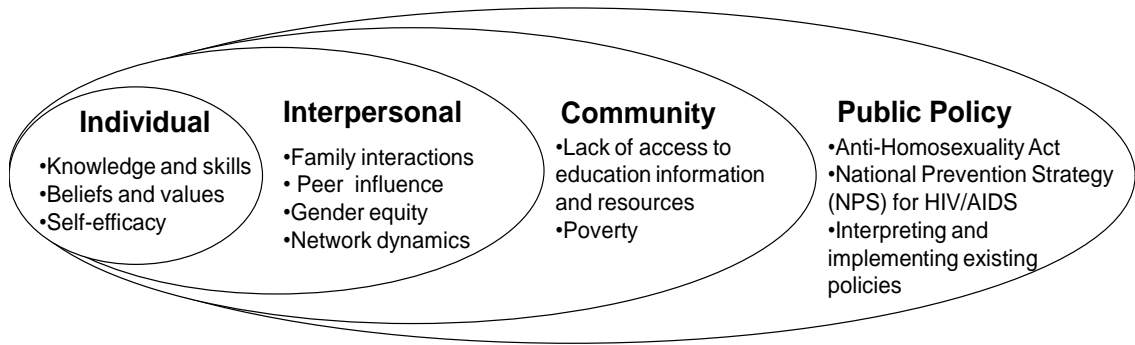 Individual
•Knowledge and skills
•Beliefs and values
•Self-efficacy
Interpersonal
•Family interactions
• Peer influence
•Gender equity
•Network dynamics
Community
•Lack of access to
education information
and resources
•Poverty
Public Policy
•Anti-Homosexuality Act
•National Prevention Strategy
(NPS) for HIV/AIDS
•Interpreting and
implementing existing
policies